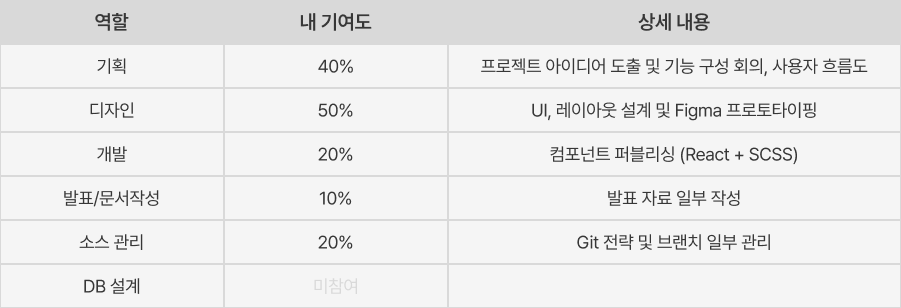 역할 내 기여도 상세 내용
기획 40% 프로젝트 아이디어 도출 및 기능 구성 회의, 사용자 흐름도
디자인 50% UI, 레이아웃 설계 및 Figma 프로토타이핑
개발 20% 컴포넌트 퍼블리싱 (React + SCSS)
발표/문서작성 10% 발표 자료 일부 작성
소스 관리 20% Git 전략 및 브랜치 일부 관리
DB 설계 미참여